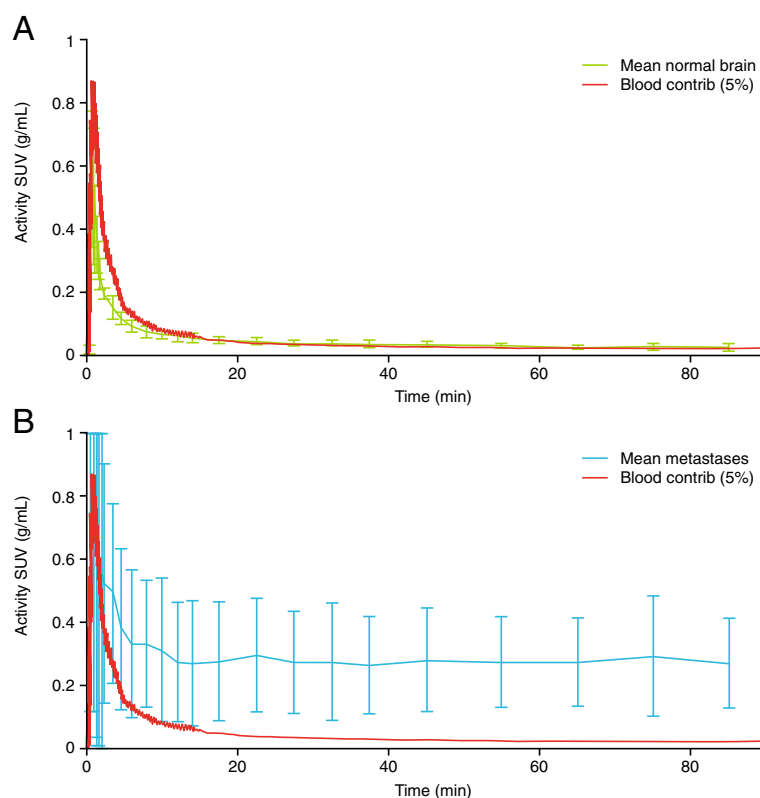 A
1
0.8
0.6
0.4
0.2
0
Activity SUV (g/mL)
Mean normal brain
Blood contrib (5%)
0 20 40 60 80
Time (min)
B
1
0.8
0.6
0.4
0.2
0
Activity SUV (g/mL)
Mean metastases
Blood contrib (5%)
0 20 40 60 80
Time (min)